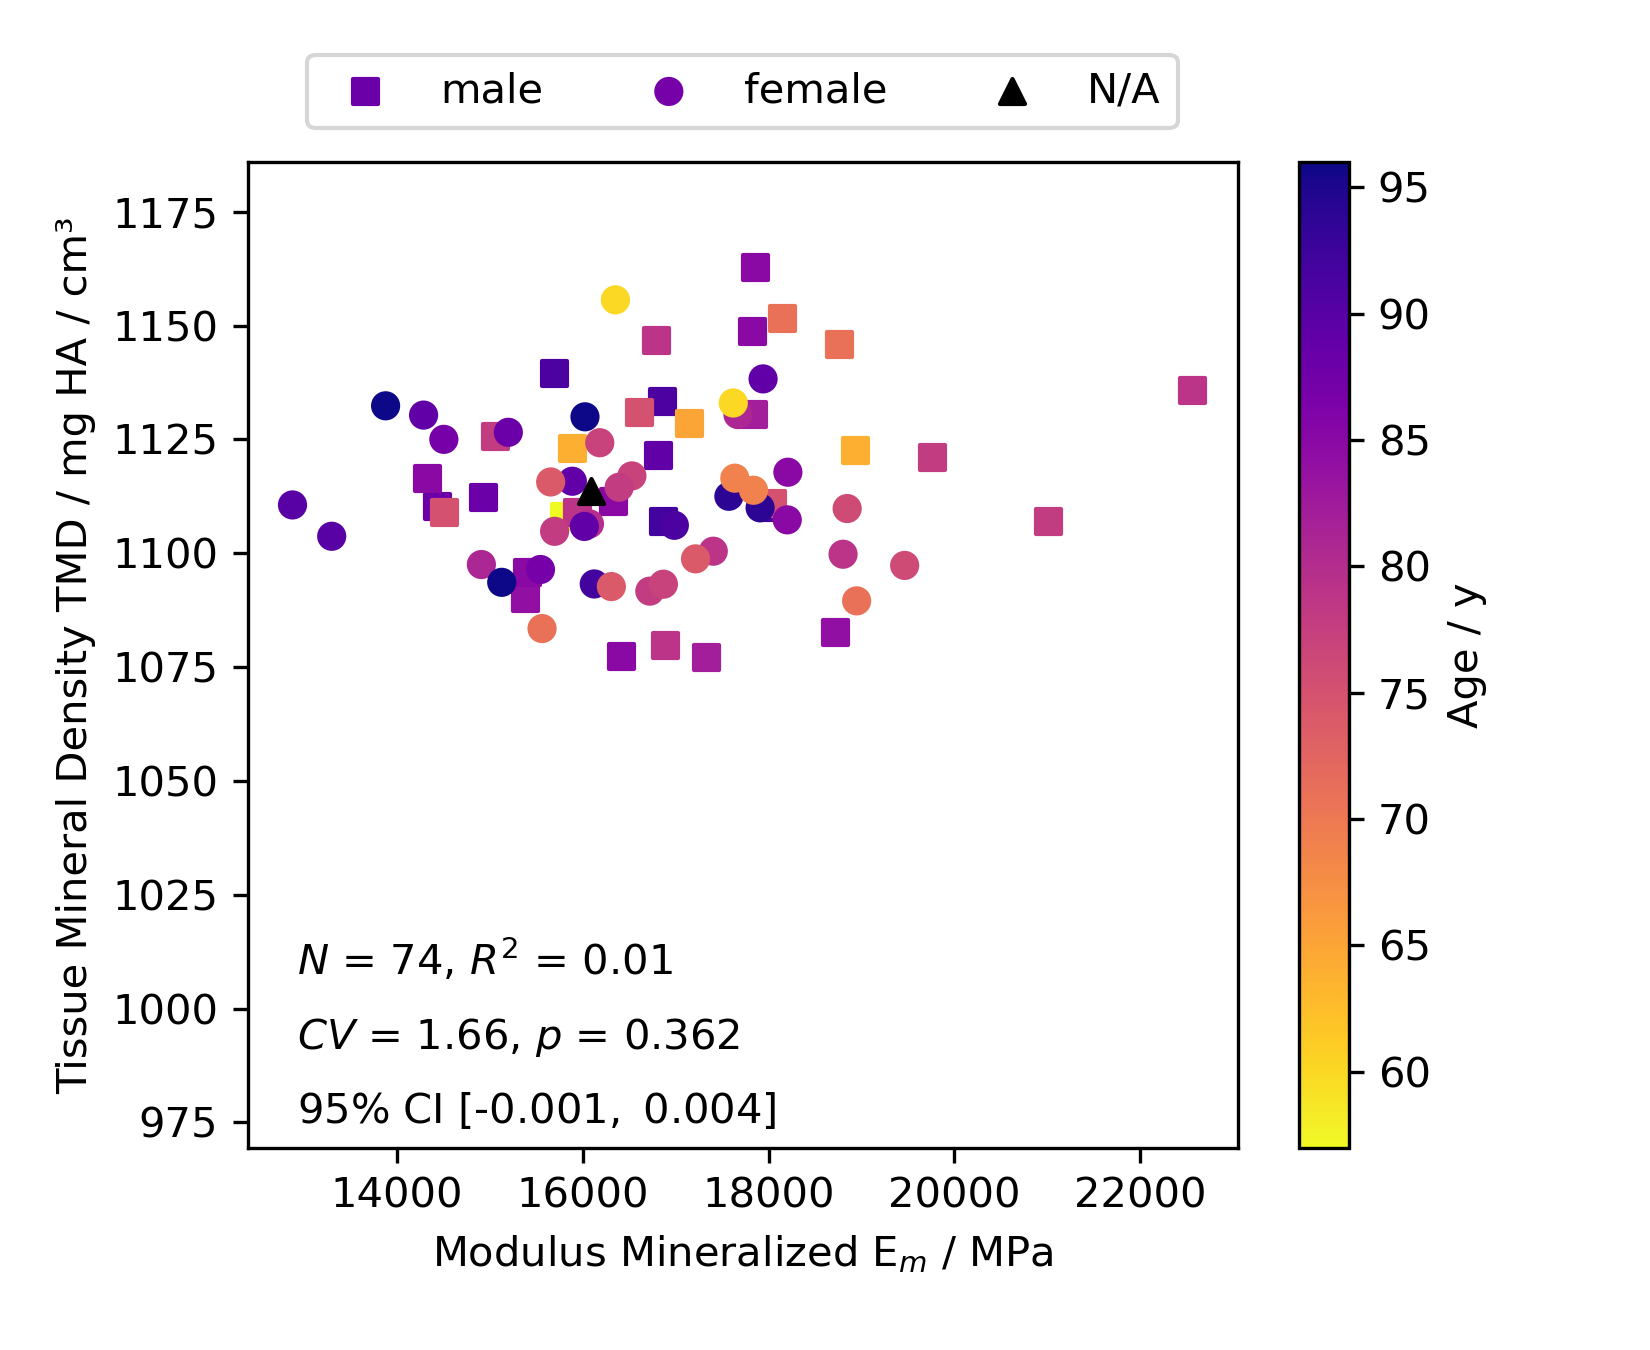 male female N/A
Tissue Mineral Density TMD / mg HA / cm³
1175
1150
1125
1100
1075
1050
1025
1000
975
N = 74, R² = 0.01
CV = 1.66, p = 0.362
95% CI [-0.001, 0.004]
14000 16000 18000 20000 22000
Modulus Mineralized Eₘ / MPa
95
90
85
80
75
70
65
60
Age / y